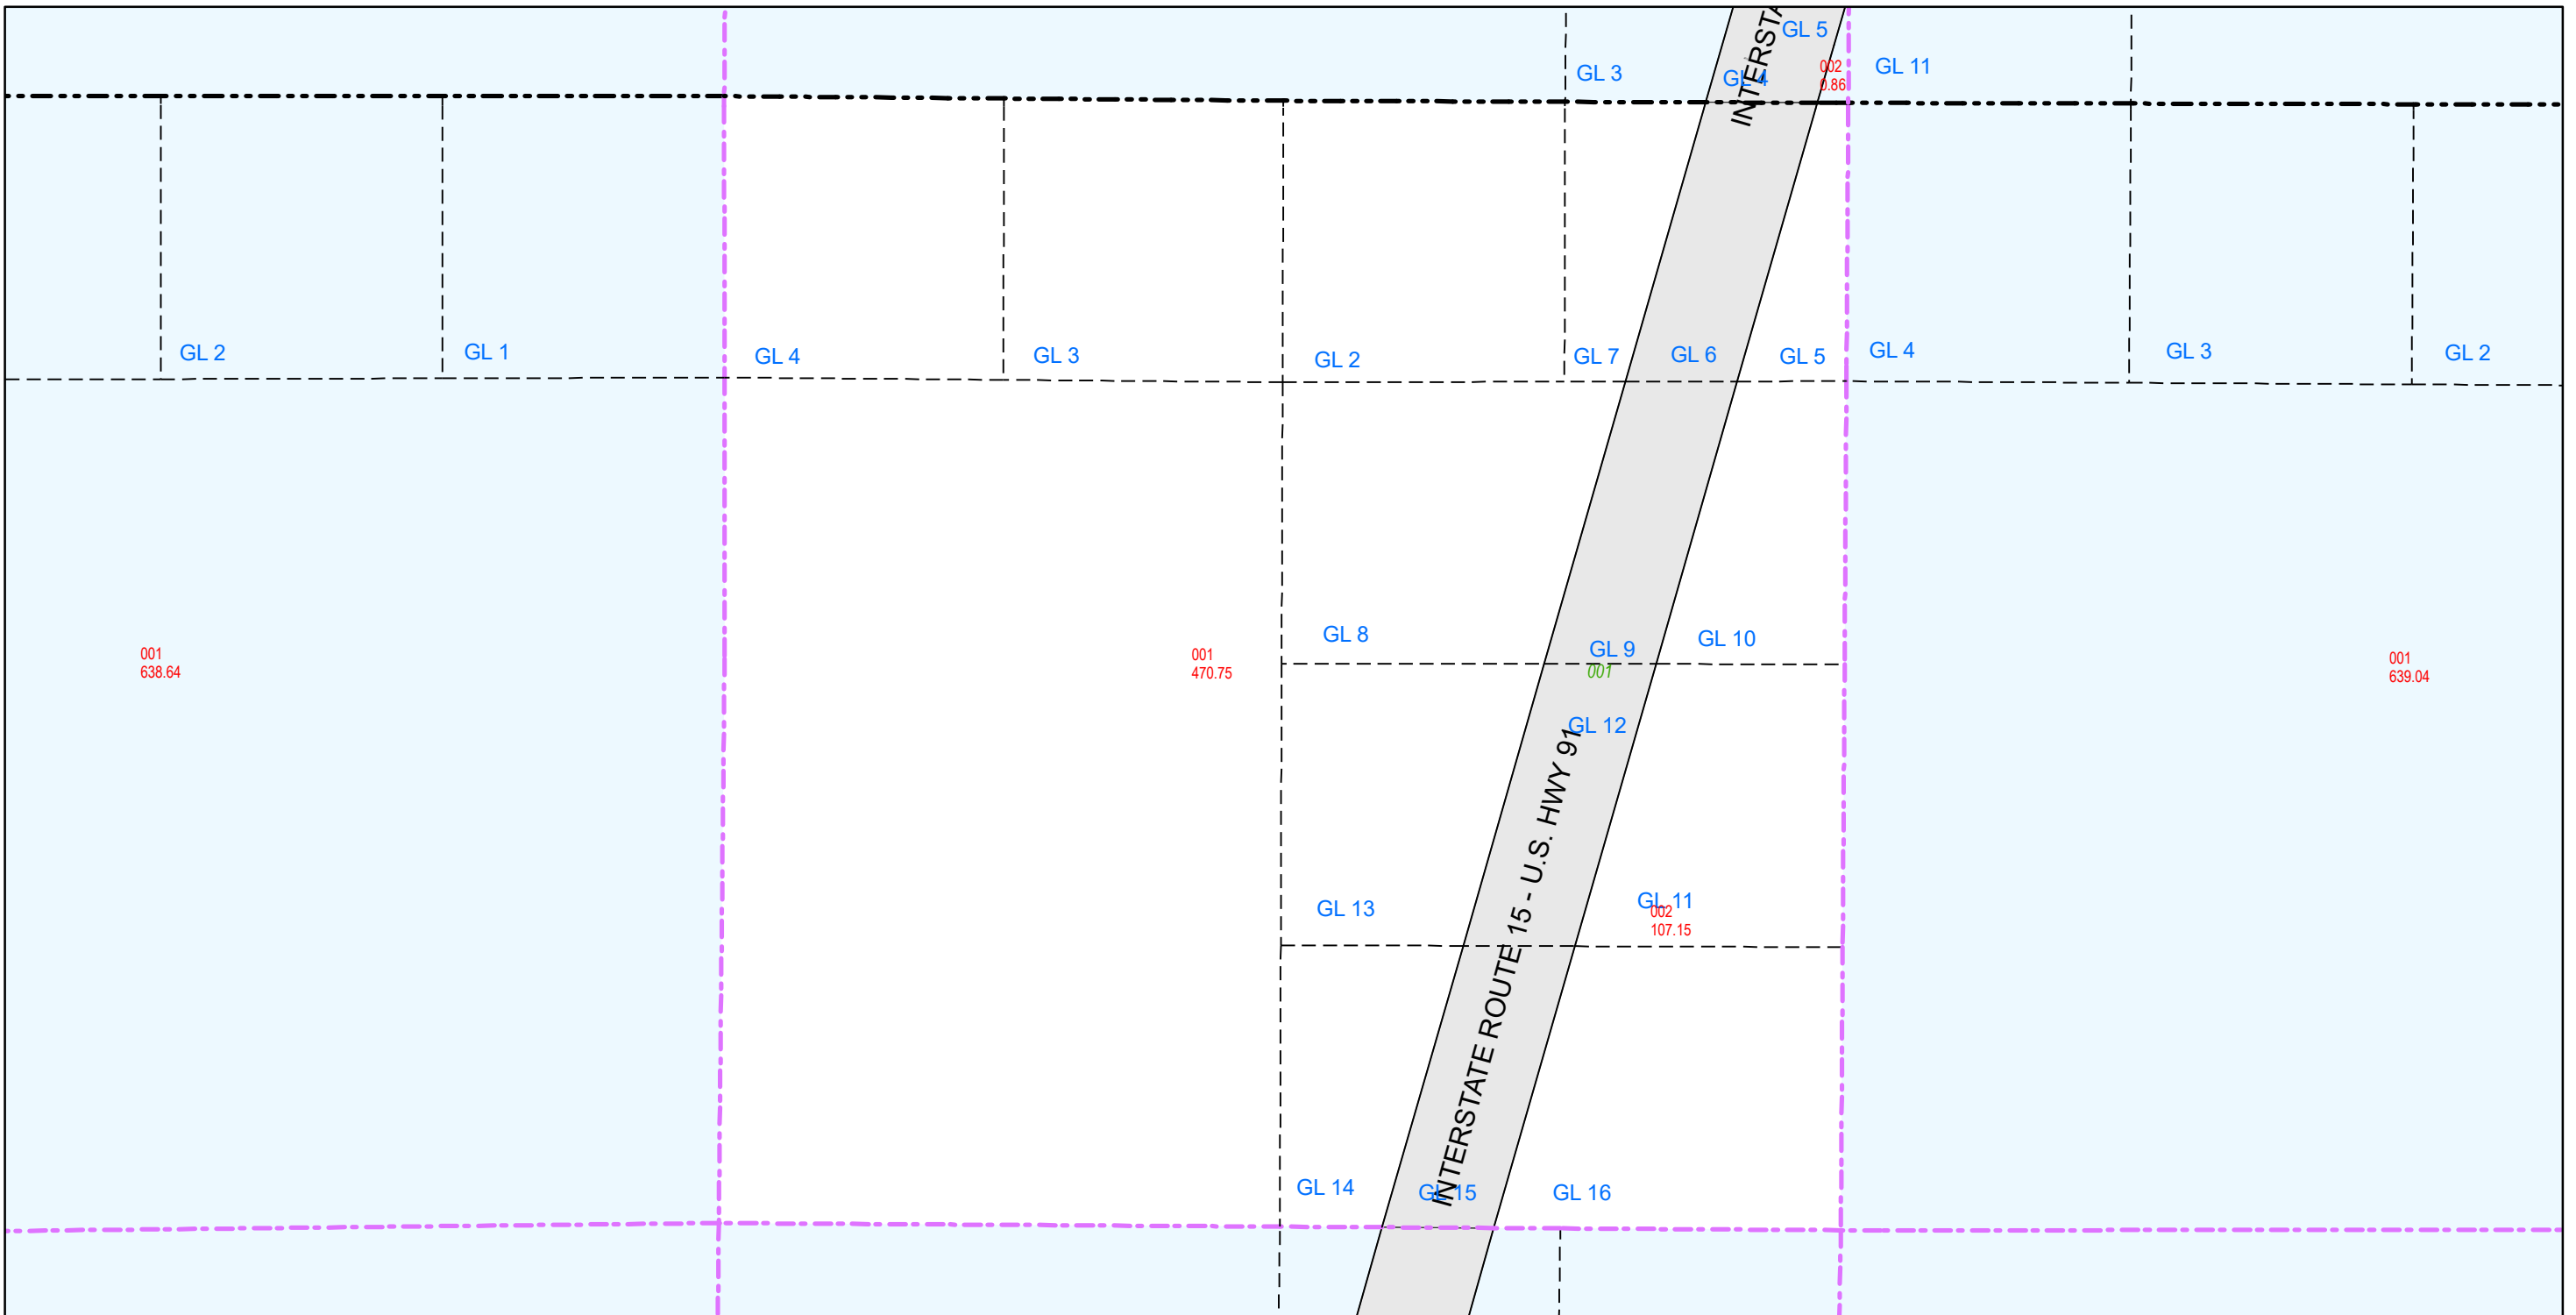 INTERSTA
GL 5
GL 3
GL 4
002
0.86
GL 11
GL 2
GL 1
GL 4
GL 3
GL 2
GL 7
GL 6
GL 5
GL 4
GL 3
GL 2
GL 8
GL 9
GL 10
001
638.64
001
470.75
001
001
639.04
GL 12
INTERSTATE ROUTE 15 - U.S. HWY 91
GL 13
GL 11
002
107.15
GL 14
GL 15
GL 16